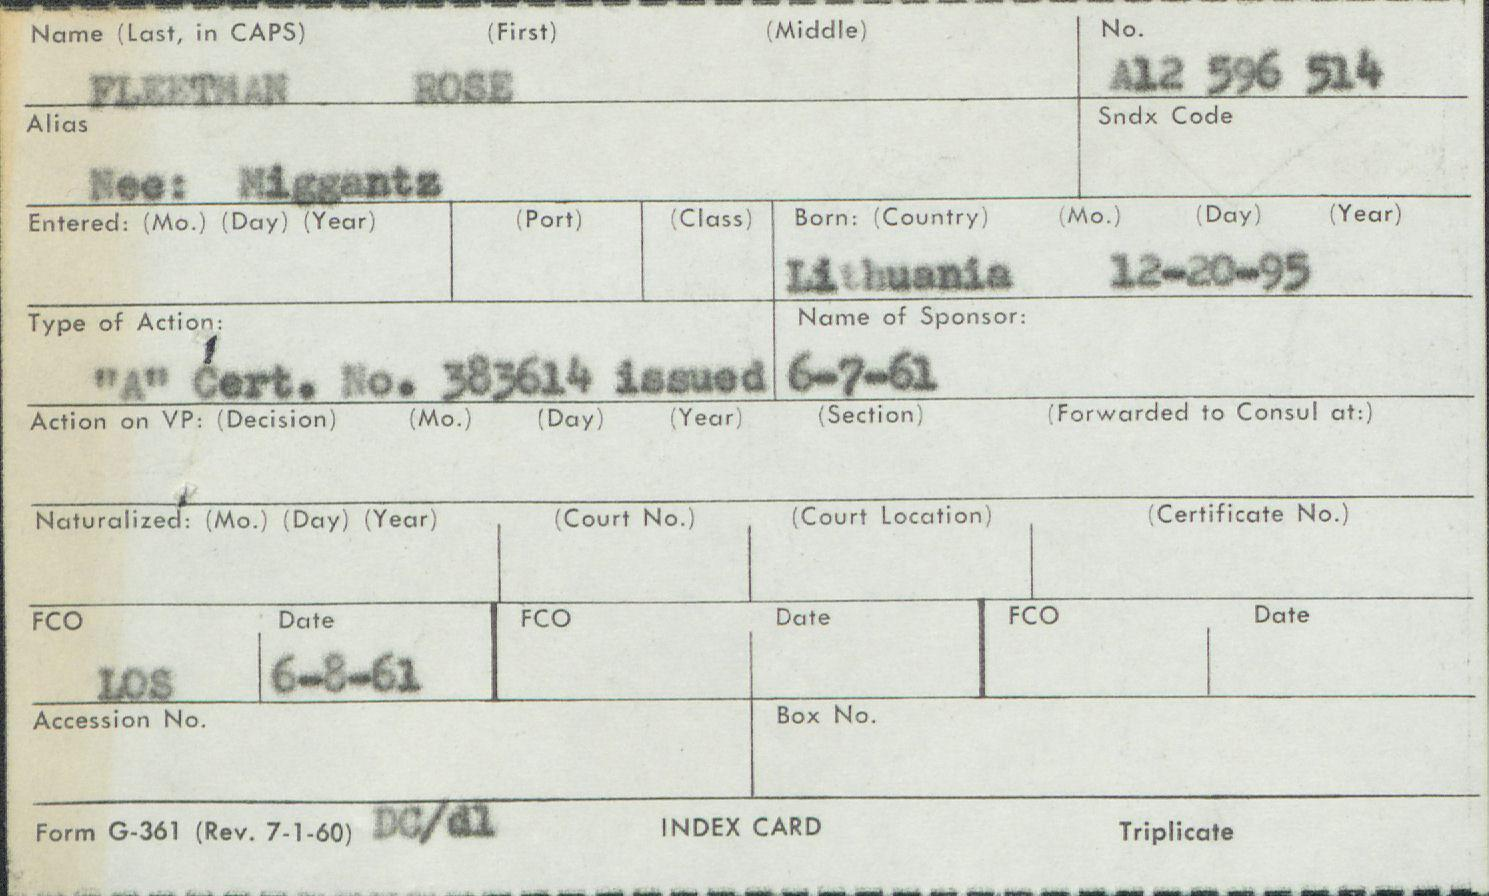 Name (Last, in CAPS) (First) (Middle) No.
FLEETMAN ROSE A12 596 514
Alias Sndx Code
Nee: Miggantz
Entered: (Mo.) (Day) (Year) (Port) (Class) Born: (Country) (Mo.) (Day) (Year)
Lithuania 12-20-95
Type of Action: Name of Sponsor:
"A" Cert. No. 383614 issued 6-7-61
Action on VP: (Decision) (Mo.) (Day) (Year) (Section) (Forwarded to Consul at:)
Naturalized: (Mo.) (Day) (Year) (Court No.) (Court Location) (Certificate No.)
FCO Date FCO Date FCO Date
LOS 6-8-61
Accession No. Box No.
Form G-361 (Rev. 7-1-60) DC/dl INDEX CARD Triplicate